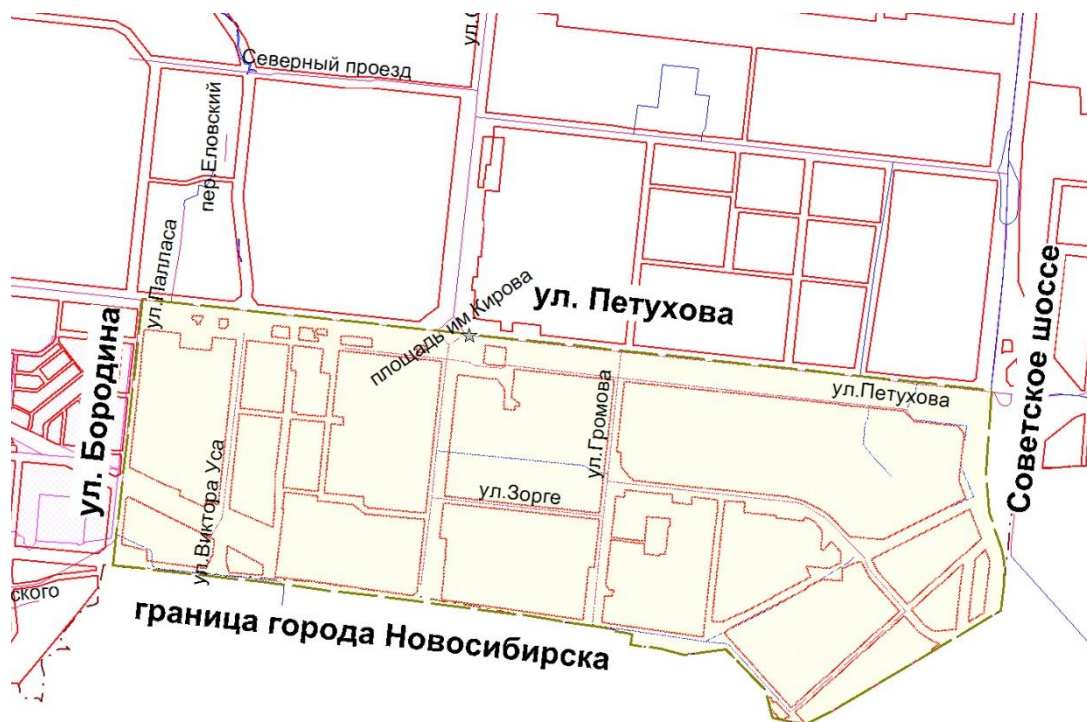 Северный проезд
пер.Еловский
ул.Палласа
площадь им Кирова
ул. Петухова
Советское шоссе
ул. Бородина
ул.Петухова
ул.Громова
ул.Виктора Уса
ул.Зорге
ского
граница города Новосибирска